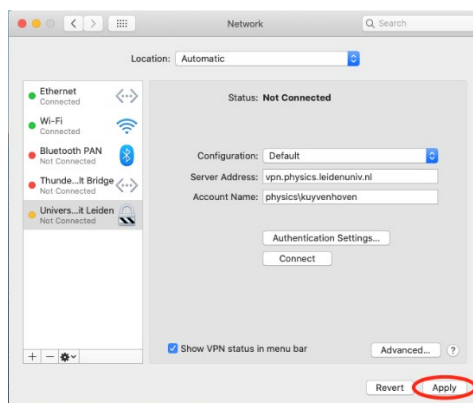 Network
Search
Location: Automatic
Ethernet
Connected
Wi-Fi
Connected
Bluetooth PAN
Not Connected
Thunde...lt Bridge
Not Connected
Univers...it Leiden
Not Connected
Status: Not Connected
Configuration: Default
Server Address: vpn.physics.leidenuniv.nl
Account Name: physics\kuyvenhoven
Authentication Settings...
Connect
Show VPN status in menu bar
Advanced...
?
Revert
Apply